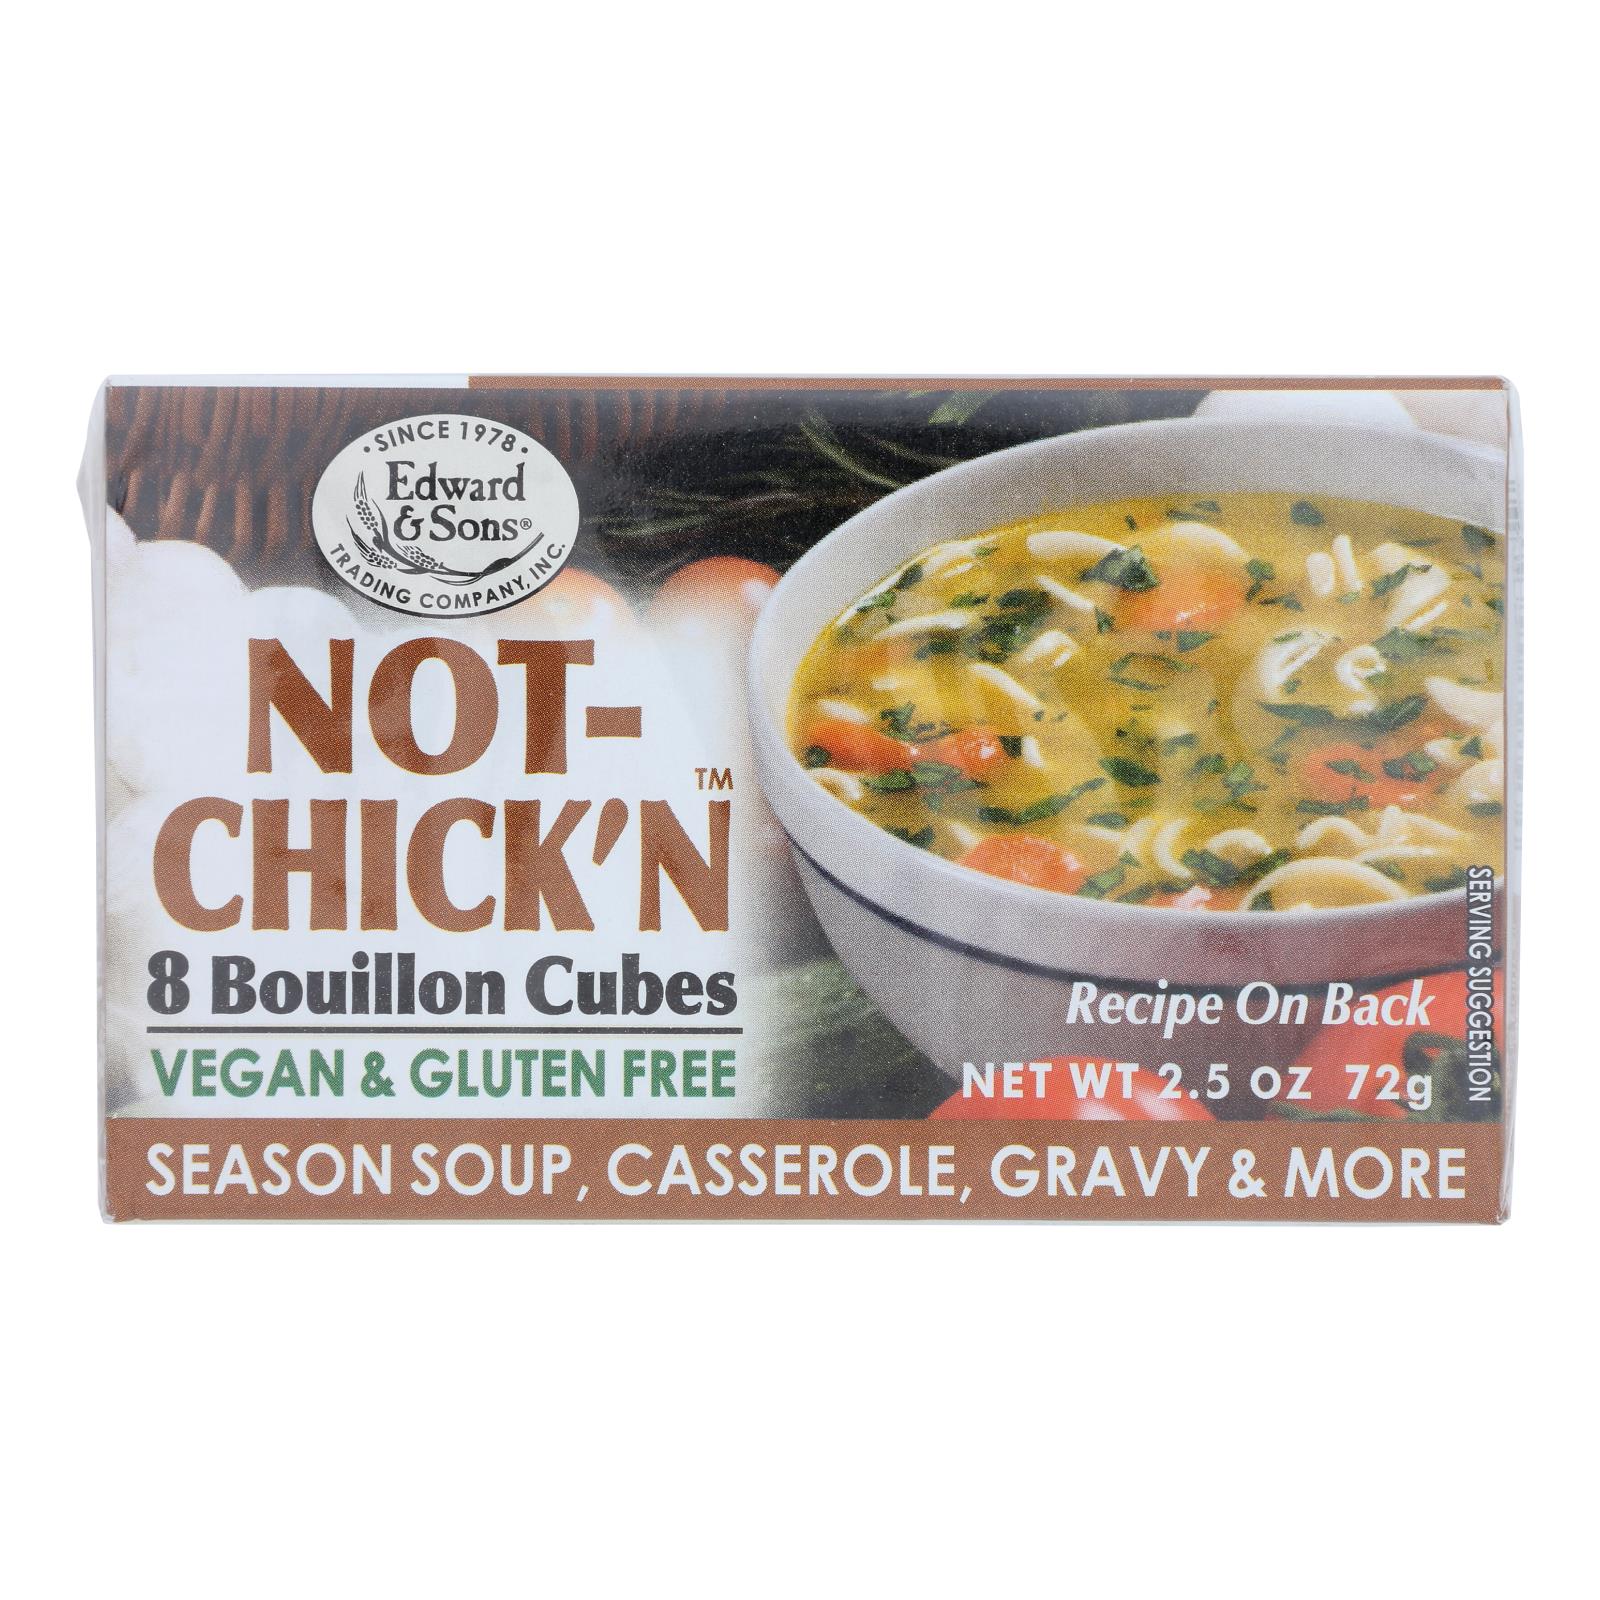 • SINCE 1978 •
Edward
& Sons®
TRADING COMPANY, INC.
NOT-
CHICK'N™
8 Bouillon Cubes
VEGAN & GLUTEN FREE
Recipe On Back
NET WT 2.5 OZ 72g
SERVING SUGGESTION
SEASON SOUP, CASSEROLE, GRAVY & MORE